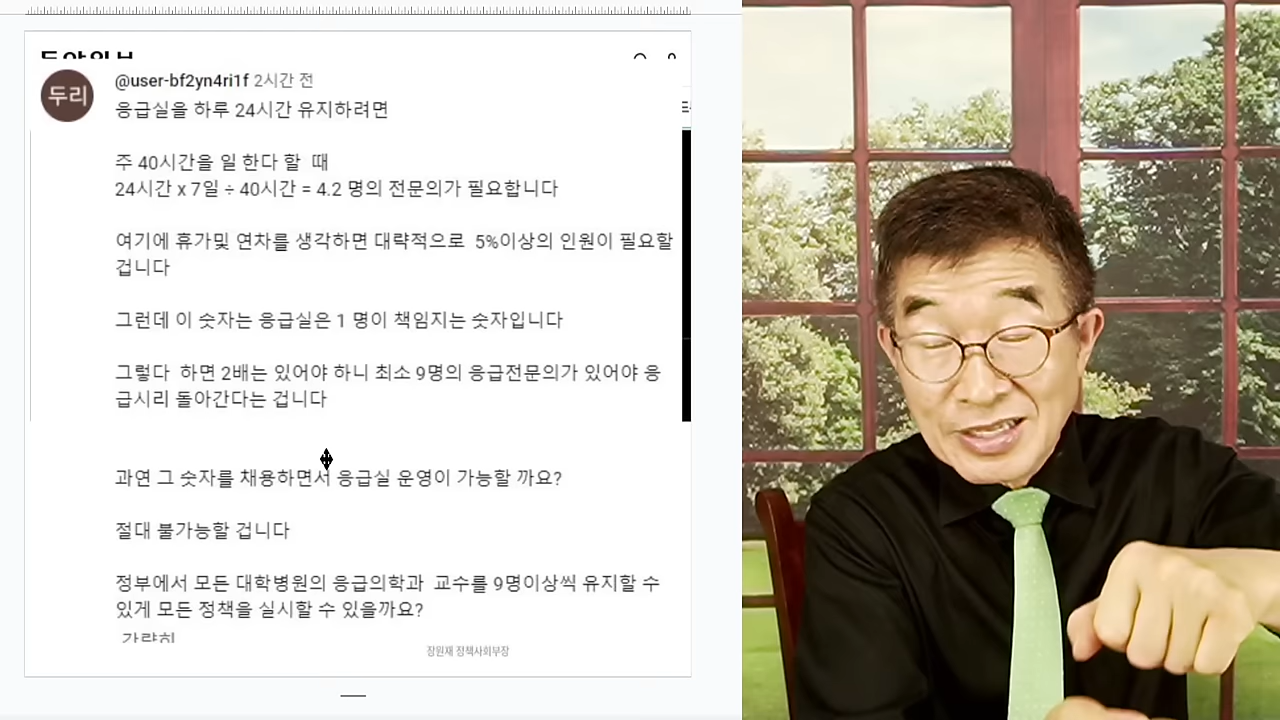 두리
@user-bf2yn4ri1f 2시간 전
응급실을 하루 24시간 유지하려면
주 40시간을 일 한다 할 때
24시간 x 7일 ÷ 40시간 = 4.2 명의 전문의가 필요합니다
여기에 휴가및 연차를 생각하면 대략적으로 5%이상의 인원이 필요할
겁니다
그런데 이 숫자는 응급실은 1 명이 책임지는 숫자입니다
그렇다 하면 2배는 있어야 하니 최소 9명의 응급전문의가 있어야 응
급시리 돌아간다는 겁니다
과연 그 숫자를 채용하면서 응급실 운영이 가능할 까요?
절대 불가능할 겁니다
정부에서 모든 대학병원의 응급의학과 교수를 9명이상씩 유지할 수
있게 모든 정책을 실시할 수 있을까요?
장원재 정책사회부장